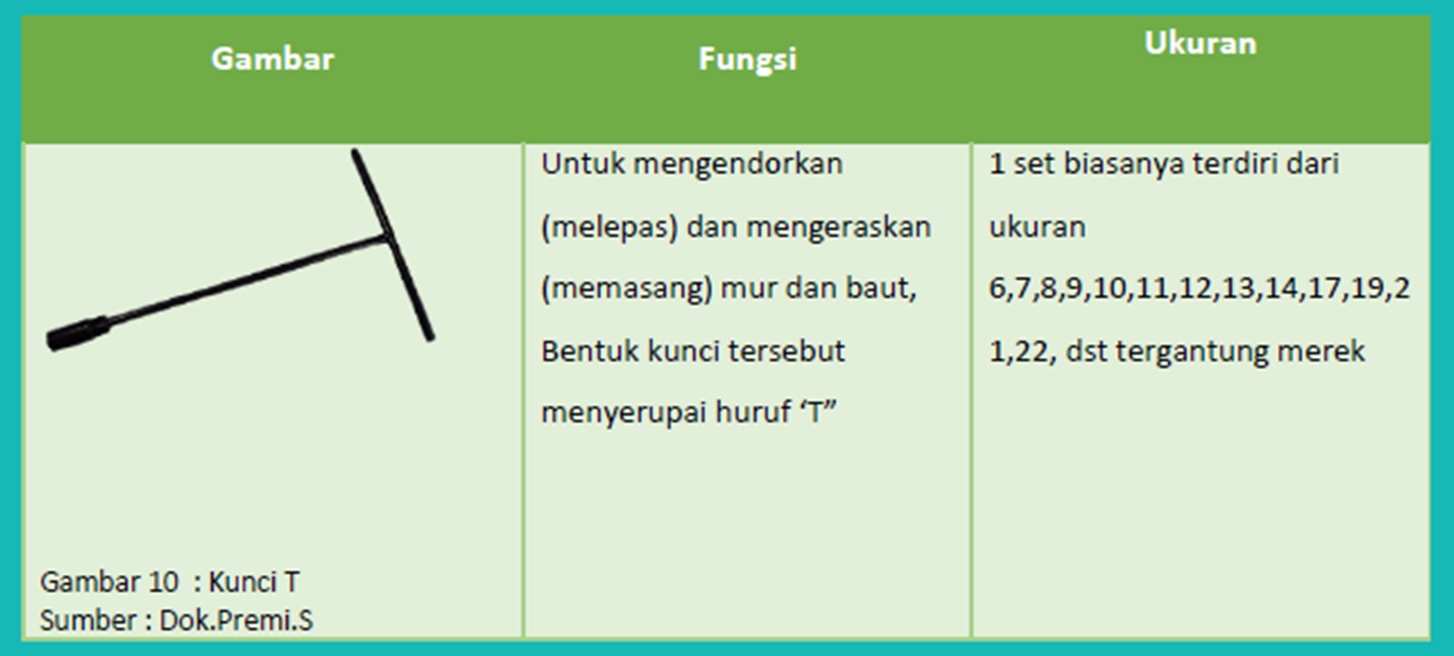 Gambar
Fungsi
Ukuran
Untuk mengendorkan
(melepas) dan mengeraskan
(memasang) mur dan baut,
Bentuk kunci tersebut
menyerupai huruf ‘T”
1 set biasanya terdiri dari
ukuran
6,7,8,9,10,11,12,13,14,17,19,2
1,22, dst tergantung merek
Gambar 10  : Kunci T
Sumber : Dok.Premi.S